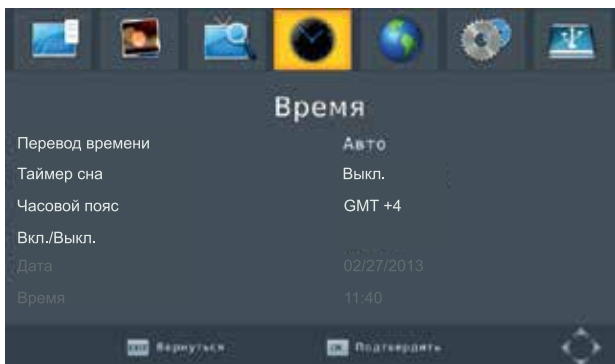 Время
Перевод времени Авто
Таймер сна Выкл.
Часовой пояс GMT +4
Вкл./Выкл.
Дата 02/27/2013
Время 11:40
EXIT Вернуться OK Подтвердить